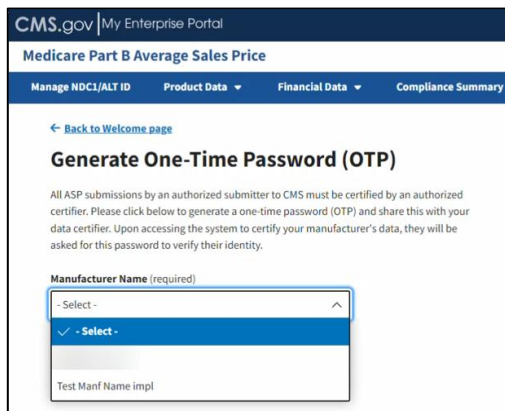 CMS.gov My Enterprise Portal
Medicare Part B Average Sales Price
Manage NDC1/ALT ID Product Data Financial Data Compliance Summary
← Back to Welcome page
Generate One-Time Password (OTP)
All ASP submissions by an authorized submitter to CMS must be certified by an authorized
certifier. Please click below to generate a one-time password (OTP) and share this with your
data certifier. Upon accessing the system to certify your manufacturer's data, they will be
asked for this password to verify their identity.
Manufacturer Name (required)
- Select -
- Select -
Test Manf Name impl